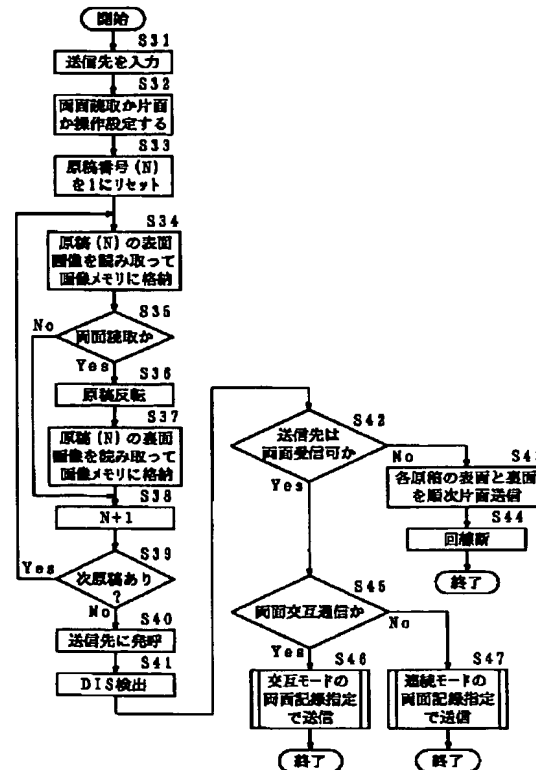 開始
S31
送信先を入力
S32
両面読取か片面
か操作設定する
S33
原稿番号(N)
を1にリセット
S34
原稿(N)の表面
画像を読み取って
画像メモリに格納
S35
両面読取か
No
Yes
S36
原稿反転
S37
原稿(N)の裏面
画像を読み取って
画像メモリに格納
S38
N+1
S39
次原稿あり
?
Yes
No
S40
送信先に発呼
S41
DIS検出
S42
送信先は
両面受信可か
No
Yes
各原稿の表面と裏面
を順次片面送信
S44
回線断
終了
S45
両面交互通信か
No
Yes
S46
交互モードの
両面記録指定
で送信
終了
S47
連続モードの
両面記録指定
で送信
終了